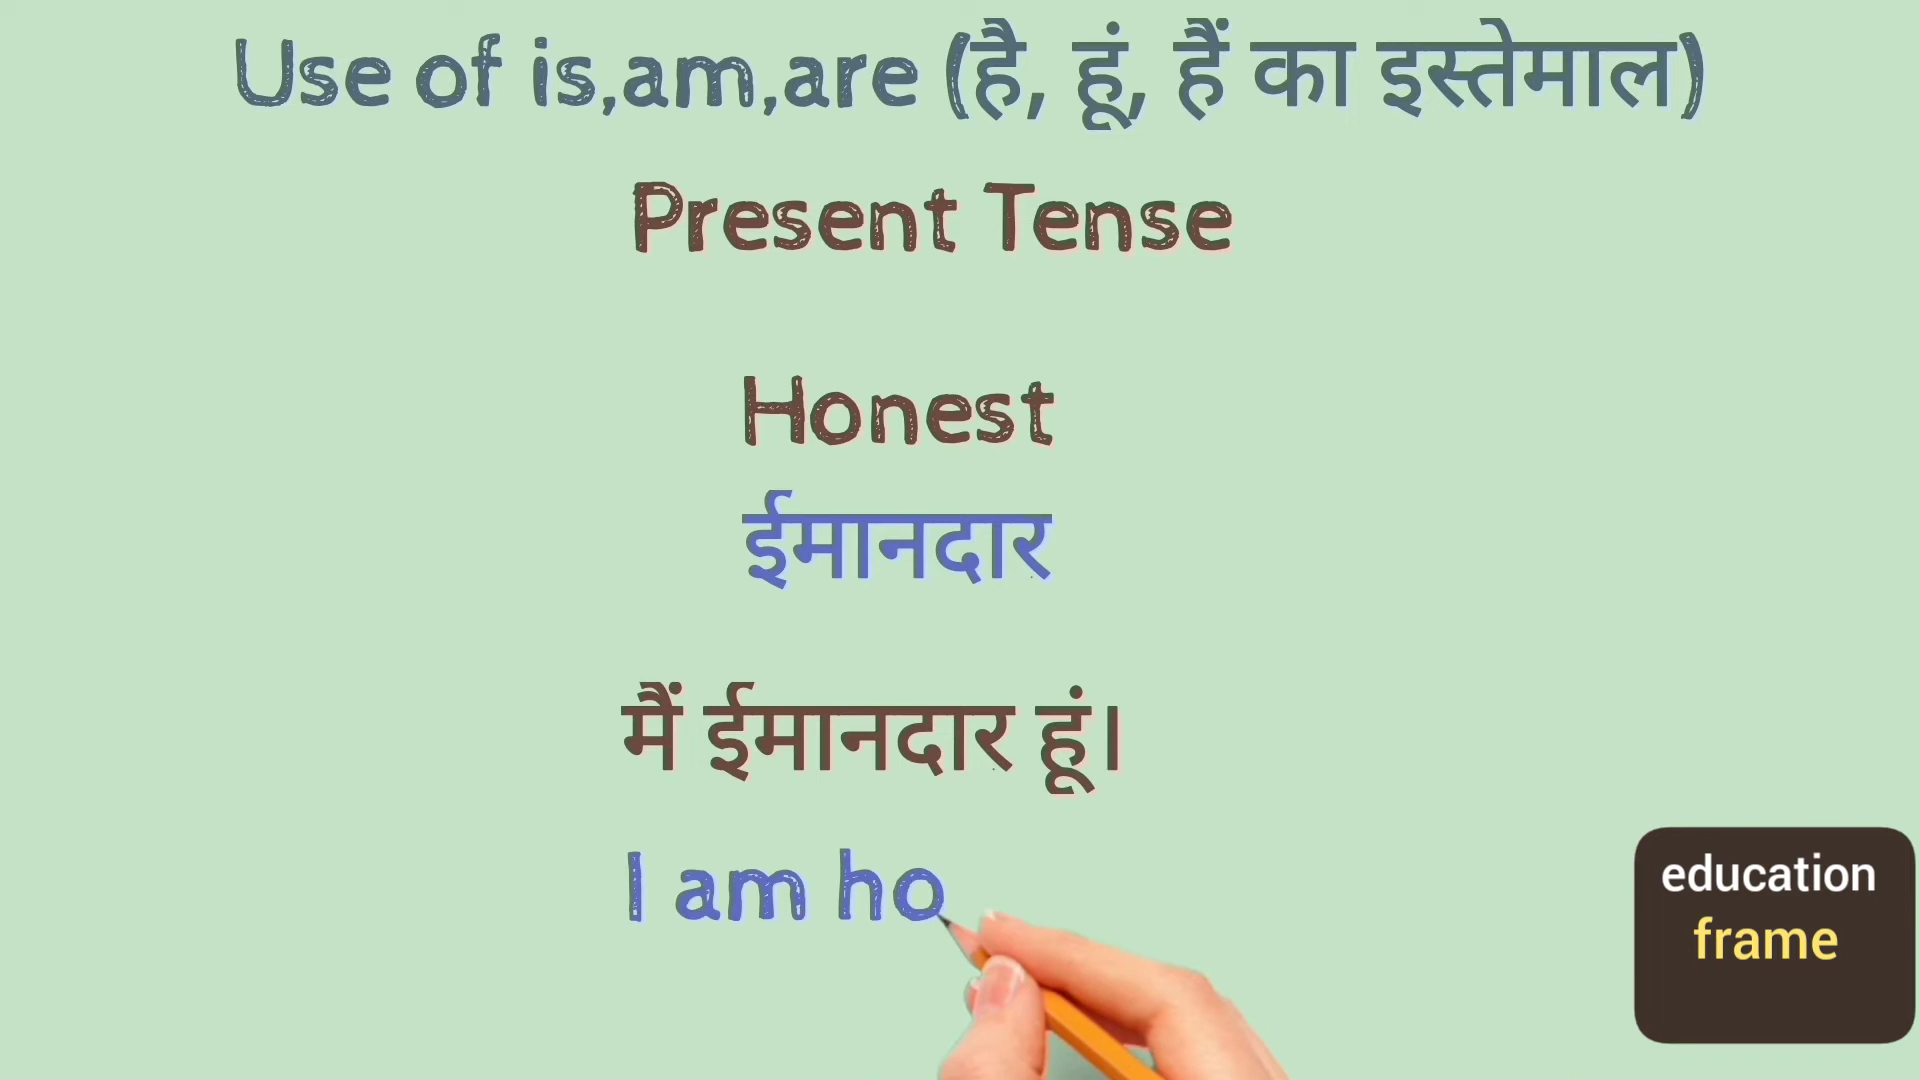 Use of is,am,are (है, हूं, हैं का इस्तेमाल)
Present Tense
Honest
ईमानदार
मैं ईमानदार हूं।
I am ho
education
frame